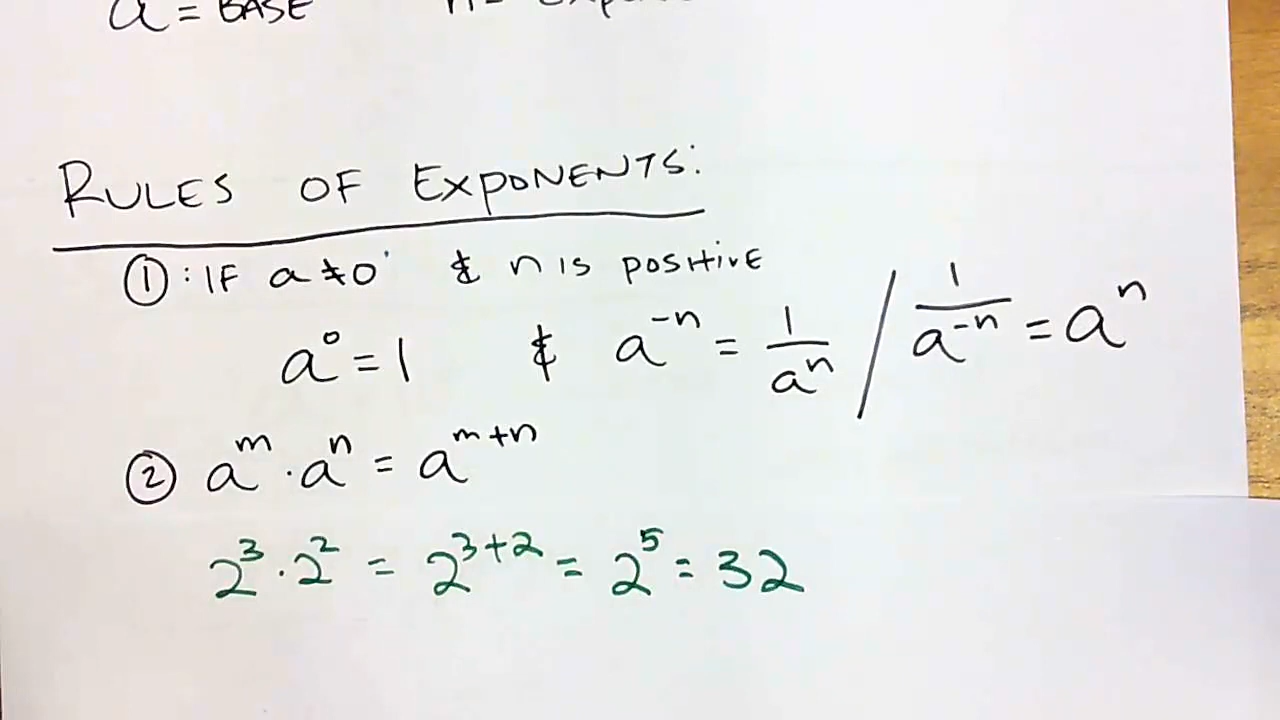 a = BASE n =
RULES OF EXPONENTS:
①: IF a ≠ 0 & n is positive
a⁰ = 1 & a⁻ⁿ = 1/aⁿ / 1/a⁻ⁿ = aⁿ
② aᵐ · aⁿ = aᵐ⁺ⁿ
2³ · 2² = 2³⁺² = 2⁵ = 32